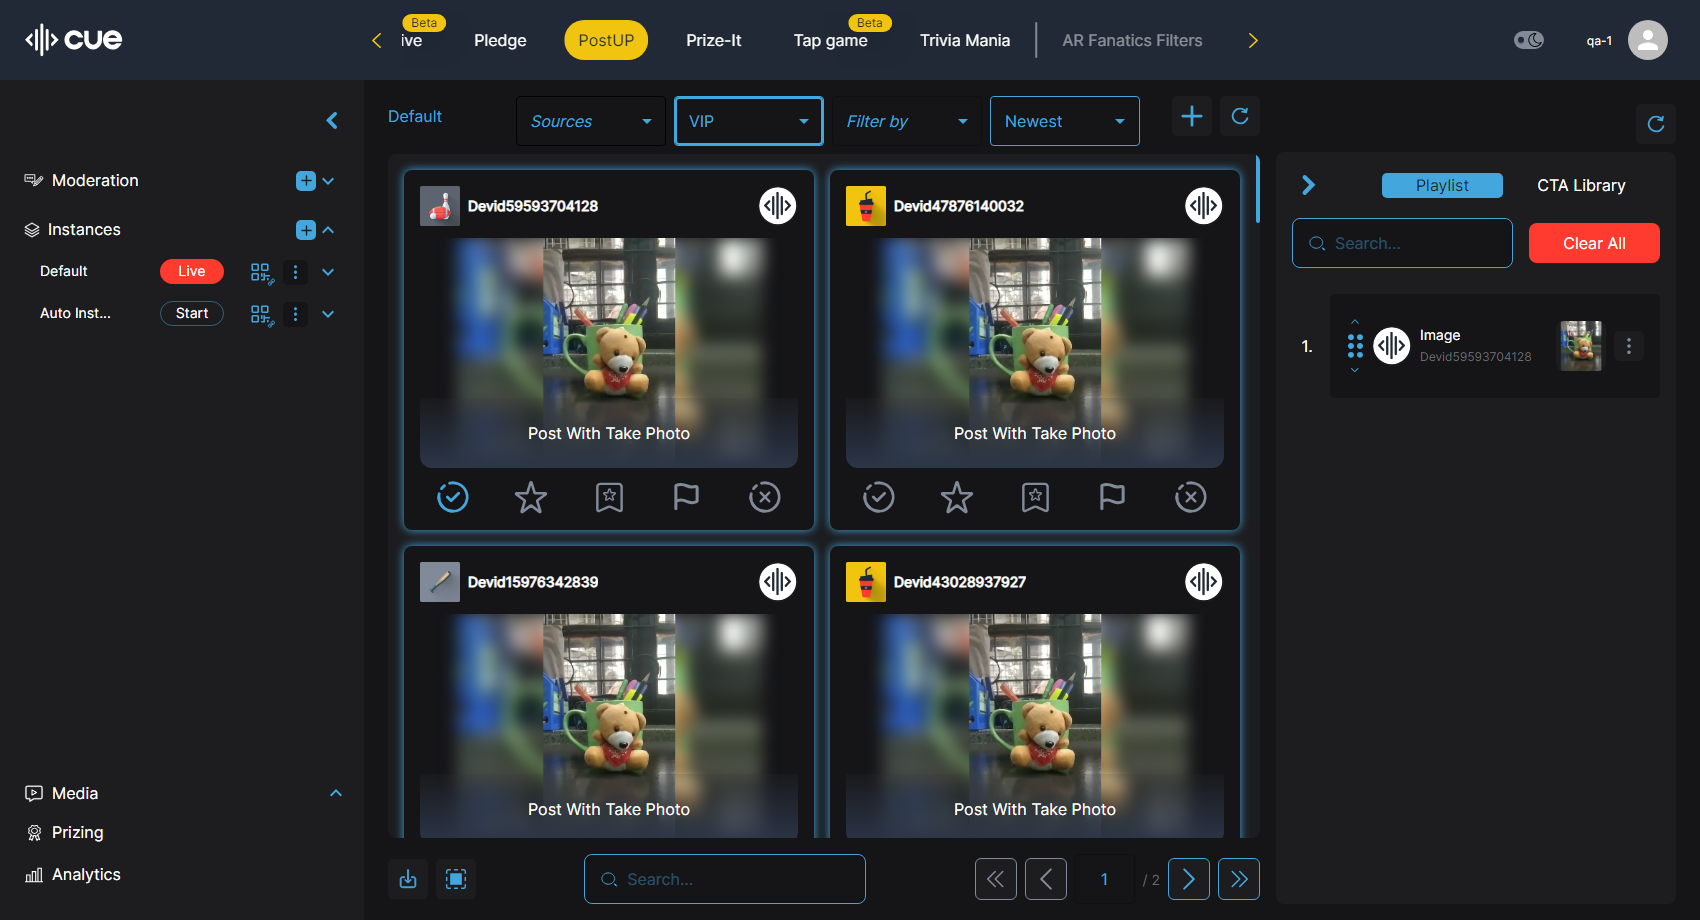 cue
Beta
ive
Pledge
PostUP
Prize-It
Beta
Tap game
Trivia Mania
AR Fanatics Filters
qa-1
Moderation
Instances
Default
Live
Auto Inst...
Start
Media
Prizing
Analytics
Default
Sources
VIP
Filter by
Newest
Devid59593704128
Post With Take Photo
Devid47876140032
Post With Take Photo
Devid15976342839
Post With Take Photo
Devid43028937927
Post With Take Photo
Search...
1
/ 2
Playlist
CTA Library
Search...
Clear All
1.
Image
Devid59593704128